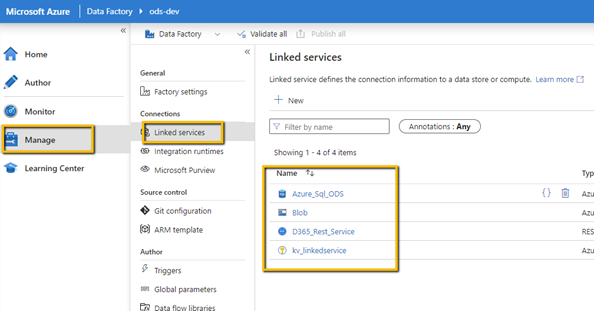 Microsoft Azure | Data Factory › ods-dev
Data Factory Validate all Publish all
Home
Author
Monitor
Manage
Learning Center
General
Factory settings
Connections
Linked services
Integration runtimes
Microsoft Purview
Source control
Git configuration
ARM template
Author
Triggers
Global parameters
Data flow libraries
Linked services
Linked service defines the connection information to a data store or compute. Learn more
+ New
Filter by name Annotations : Any
Showing 1 - 4 of 4 items
Name
Azure_Sql_ODS {} Azu
Blob Azu
D365_Rest_Service RES
kv_linkedservice Azu